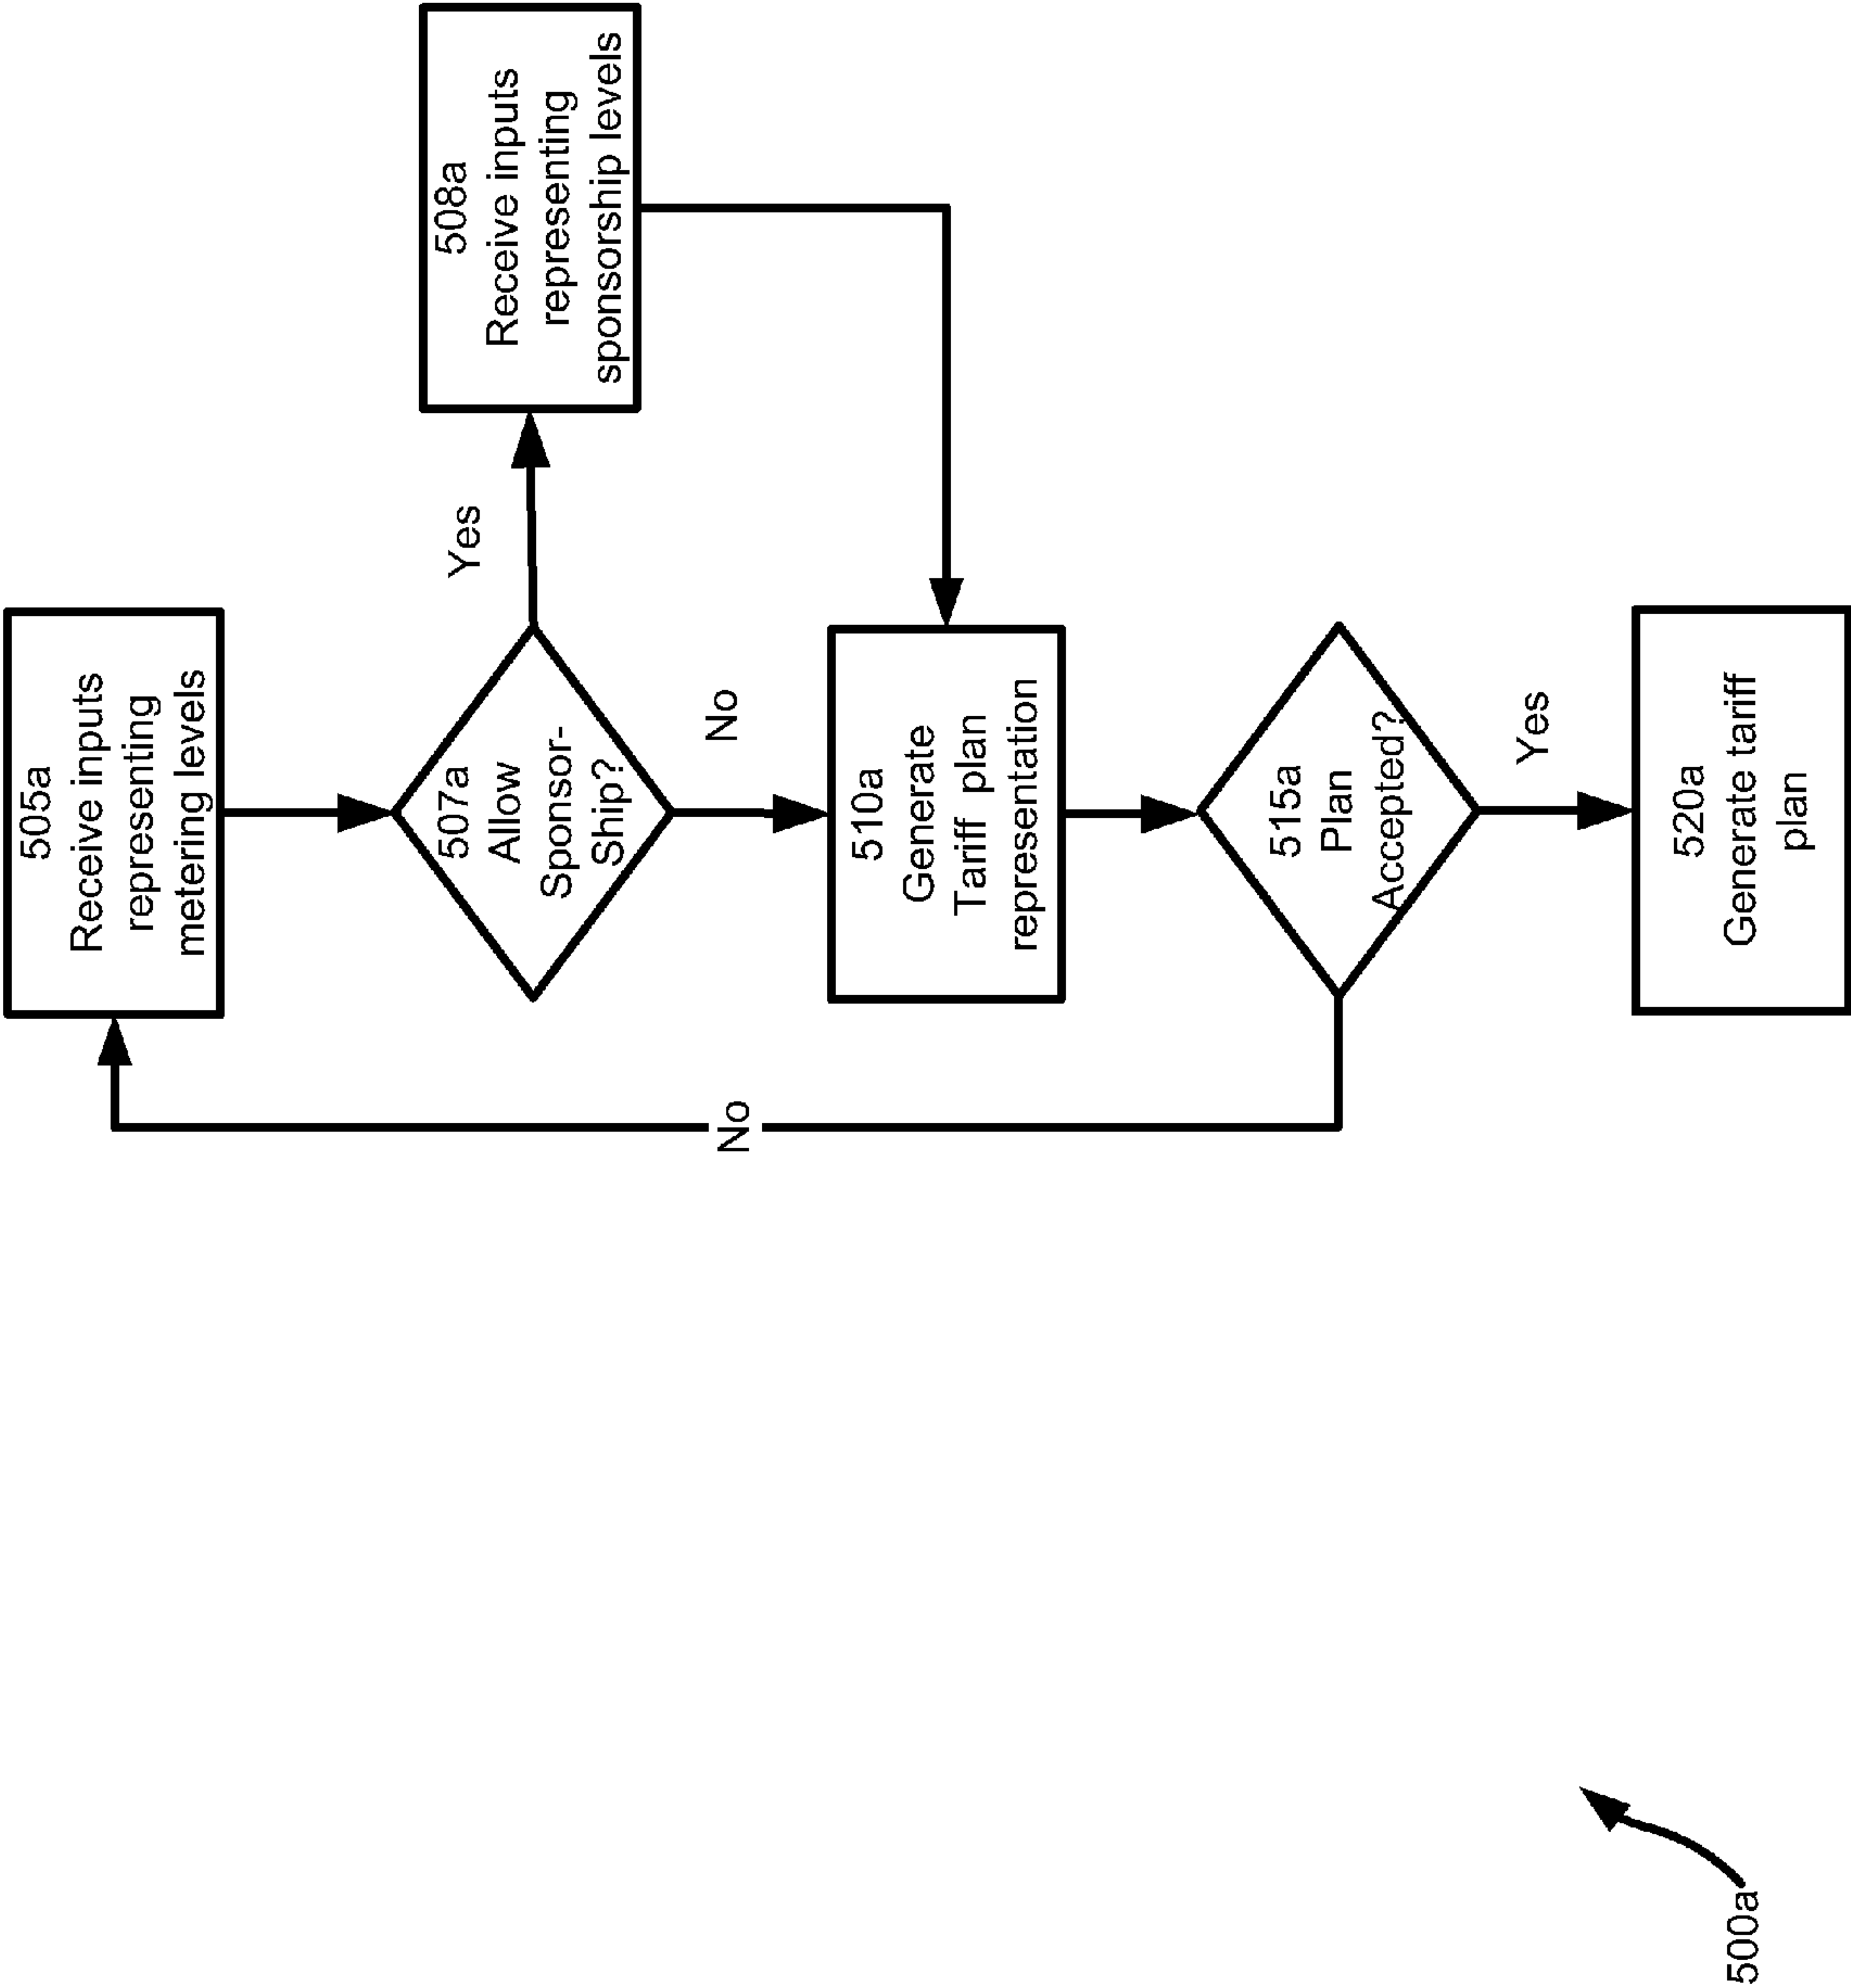 505a
Receive inputs
representing
metering levels
507a
Allow
Sponsor-
Ship?
Yes
508a
Receive inputs
representing
sponsorship levels
No
510a
Generate
Tariff plan
representation
515a
Plan
Accepted?
No
Yes
520a
Generate tariff
plan
500a